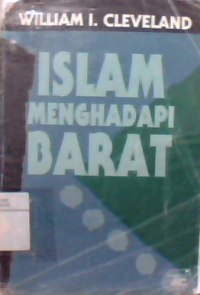 WILLIAM I. CLEVELAND
ISLAM
MENGHADAPI
BARAT